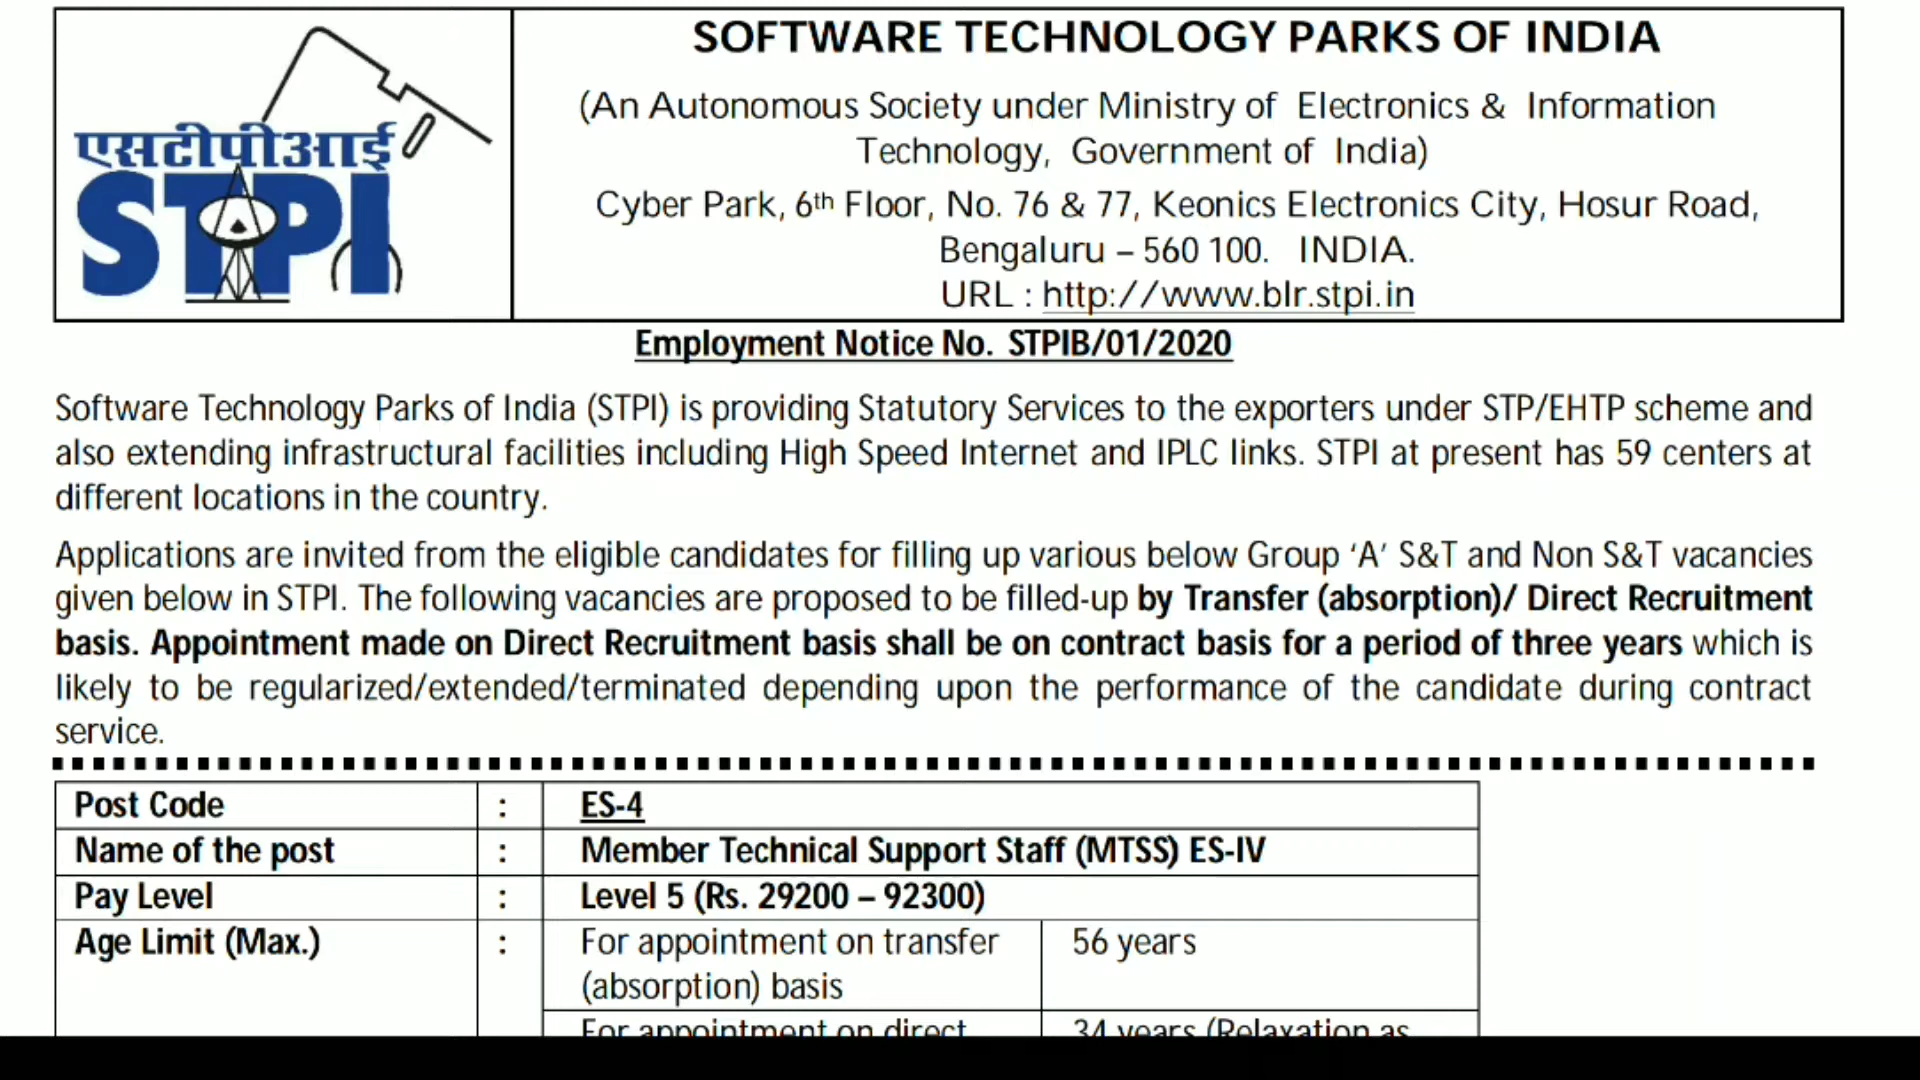 एसटीपीआई
STPI
SOFTWARE TECHNOLOGY PARKS OF INDIA
(An Autonomous Society under Ministry of Electronics & Information
Technology, Government of India)
Cyber Park, 6th Floor, No. 76 & 77, Keonics Electronics City, Hosur Road,
Bengaluru – 560 100. INDIA.
URL : http://www.blr.stpi.in
Employment Notice No. STPIB/01/2020
Software Technology Parks of India (STPI) is providing Statutory Services to the exporters under STP/EHTP scheme and
also extending infrastructural facilities including High Speed Internet and IPLC links. STPI at present has 59 centers at
different locations in the country.
Applications are invited from the eligible candidates for filling up various below Group ‘A’ S&T and Non S&T vacancies
given below in STPI. The following vacancies are proposed to be filled-up by Transfer (absorption)/ Direct Recruitment
basis. Appointment made on Direct Recruitment basis shall be on contract basis for a period of three years which is
likely to be regularized/extended/terminated depending upon the performance of the candidate during contract
service.
Post Code : ES-4
Name of the post : Member Technical Support Staff (MTSS) ES-IV
Pay Level : Level 5 (Rs. 29200 – 92300)
Age Limit (Max.) : For appointment on transfer 56 years
(absorption) basis
For appointment on direct 34 years (Relaxation as